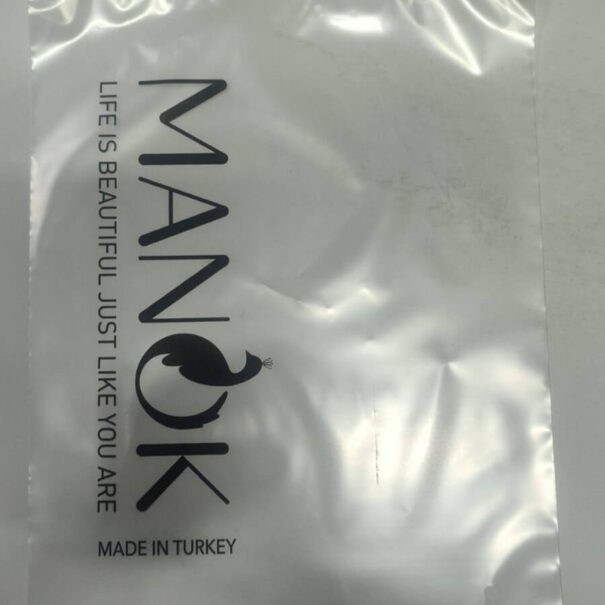 MANOK
LIFE IS BEAUTIFUL JUST LIKE YOU ARE
MADE IN TURKEY